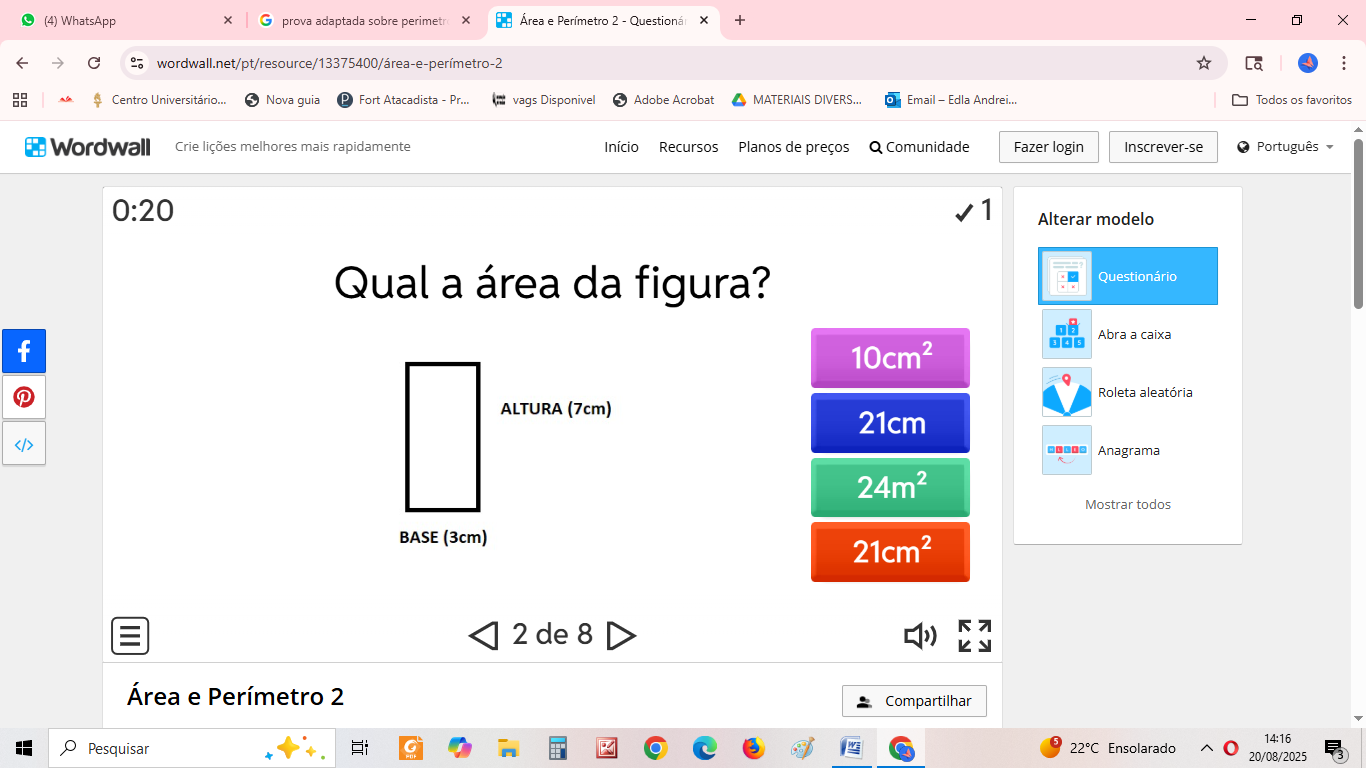 (4) WhatsApp
prova adaptada sobre perimetr
Área e Perímetro 2 - Questioná
wordwall.net/pt/resource/13375400/área-e-perímetro-2
Centro Universitário...
Nova guia
Fort Atacadista - Pr...
vags Disponivel
Adobe Acrobat
MATERIAIS DIVERS...
Email – Edla Andrei...
Todos os favoritos
Wordwall
Crie lições melhores mais rapidamente
Início
Recursos
Planos de preços
Comunidade
Fazer login
Inscrever-se
Português
0:20
1
Qual a área da figura?
ALTURA (7cm)
BASE (3cm)
10cm²
21cm
24m²
21cm²
2 de 8
Alterar modelo
Questionário
Abra a caixa
Roleta aleatória
Anagrama
Mostrar todos
Área e Perímetro 2
Compartilhar
Pesquisar
5
22°C Ensolarado
14:16
20/08/2025
3